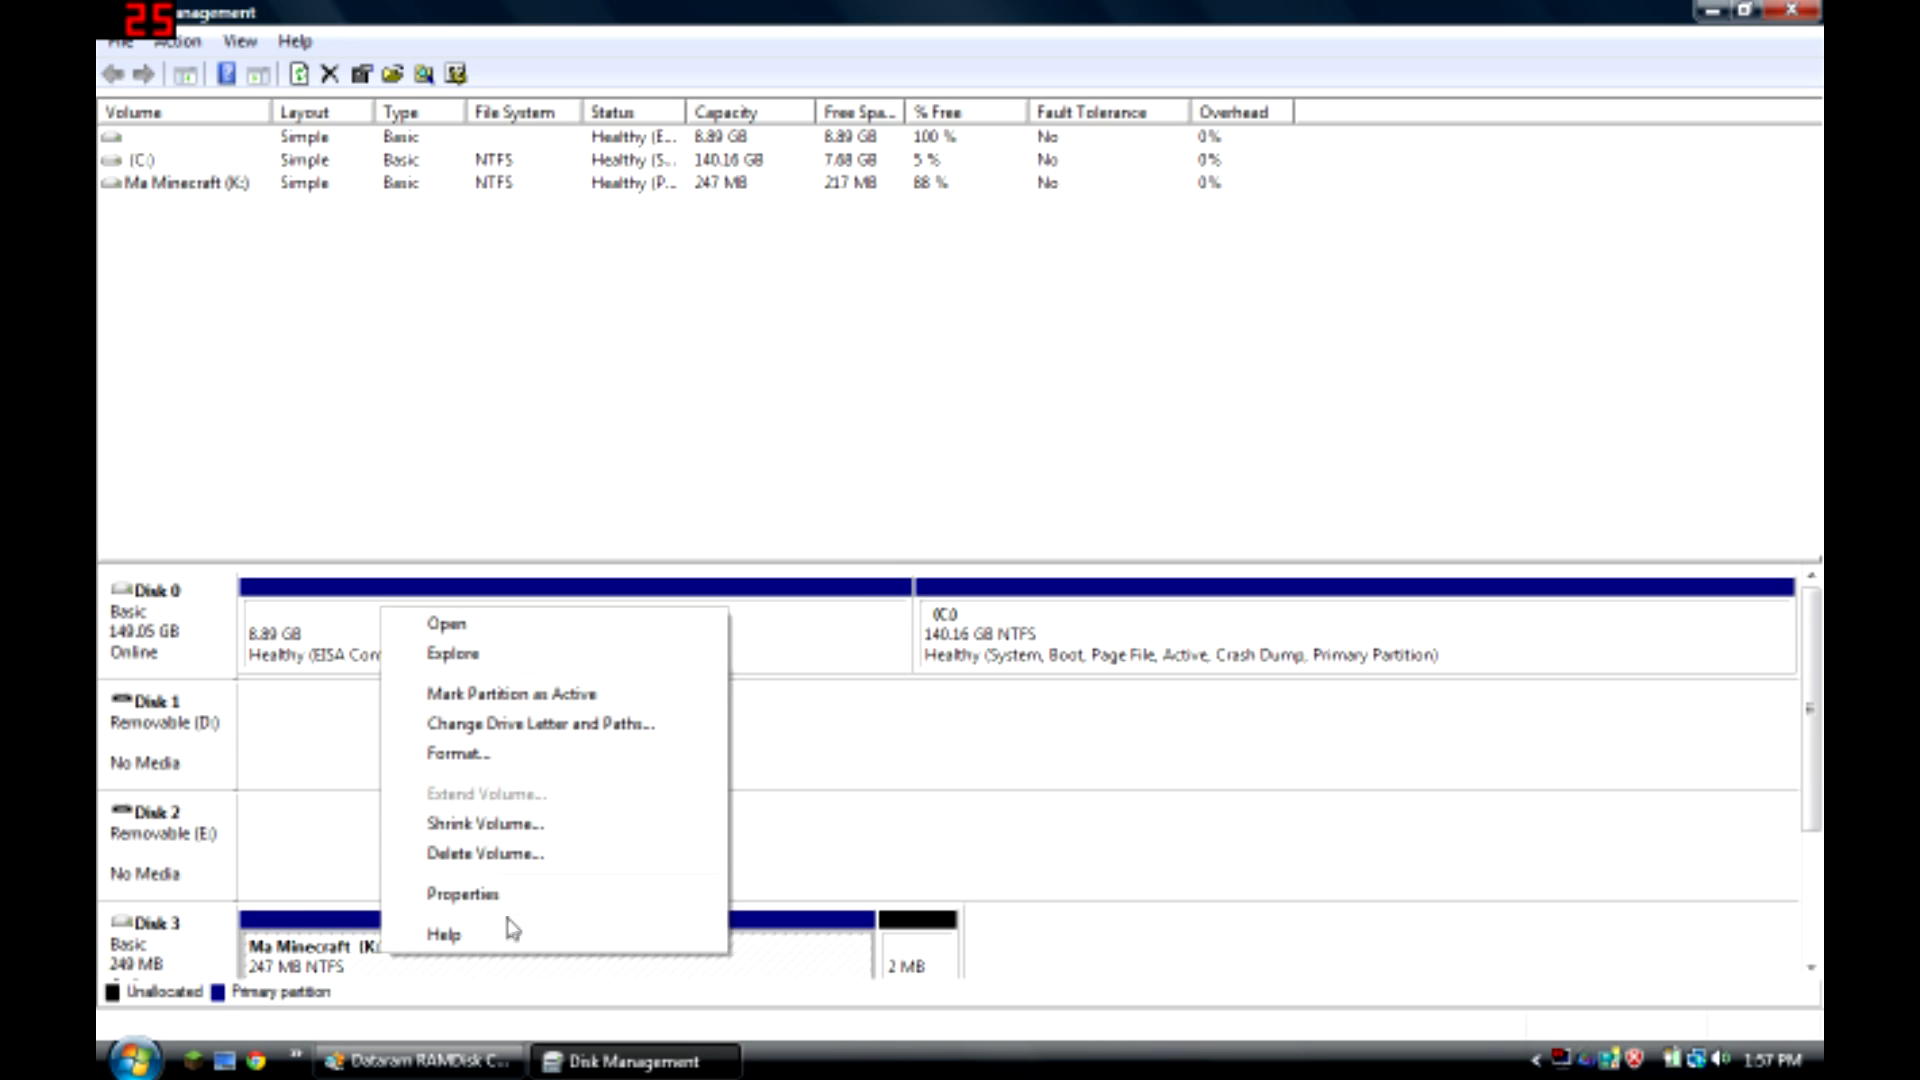 25
anagement
File Action View Help
Volume Layout Type File System Status Capacity Free Spa... % Free Fault Tolerance Overhead
Simple Basic Healthy (E... 8.89 GB 8.89 GB 100 % No 0%
(C:) Simple Basic NTFS Healthy (S... 140.16 GB 7.68 GB 5 % No 0%
Ma Minecraft (K:) Simple Basic NTFS Healthy (P... 247 MB 217 MB 88 % No 0%
Disk 0
Basic
149.05 GB
Online
8.89 GB
Healthy (EISA Con
(C:)
140.16 GB NTFS
Healthy (System, Boot, Page File, Active, Crash Dump, Primary Partition)
Disk 1
Removable (D:)
No Media
Disk 2
Removable (E:)
No Media
Disk 3
Basic
249 MB
Ma Minecraft (K:
247 MB NTFS
2 MB
Open
Explore
Mark Partition as Active
Change Drive Letter and Paths...
Format...
Extend Volume...
Shrink Volume...
Delete Volume...
Properties
Help
Unallocated Primary partition
Dataram RAMDisk C... Disk Management 1:57 PM